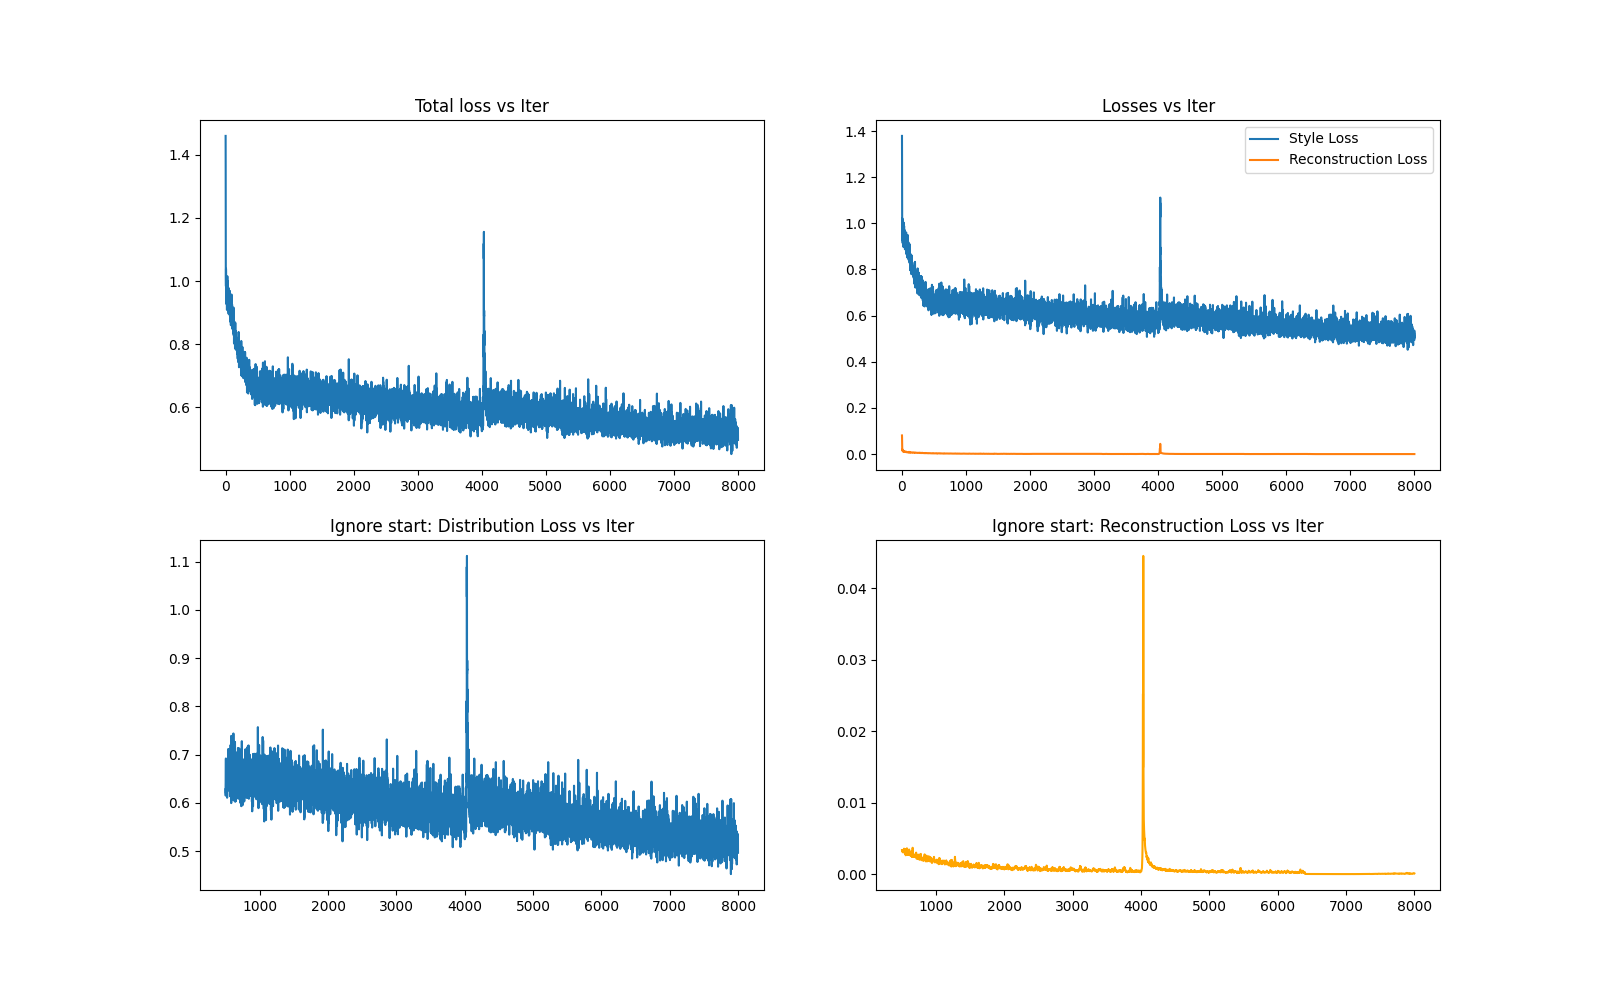 Total loss vs Iter
1.4
1.2
1.0
0.8
0.6
0 1000 2000 3000 4000 5000 6000 7000 8000
Losses vs Iter
Style Loss
Reconstruction Loss
1.4
1.2
1.0
0.8
0.6
0.4
0.2
0.0
0 1000 2000 3000 4000 5000 6000 7000 8000
Ignore start: Distribution Loss vs Iter
1.1
1.0
0.9
0.8
0.7
0.6
0.5
1000 2000 3000 4000 5000 6000 7000 8000
Ignore start: Reconstruction Loss vs Iter
0.04
0.03
0.02
0.01
0.00
1000 2000 3000 4000 5000 6000 7000 8000